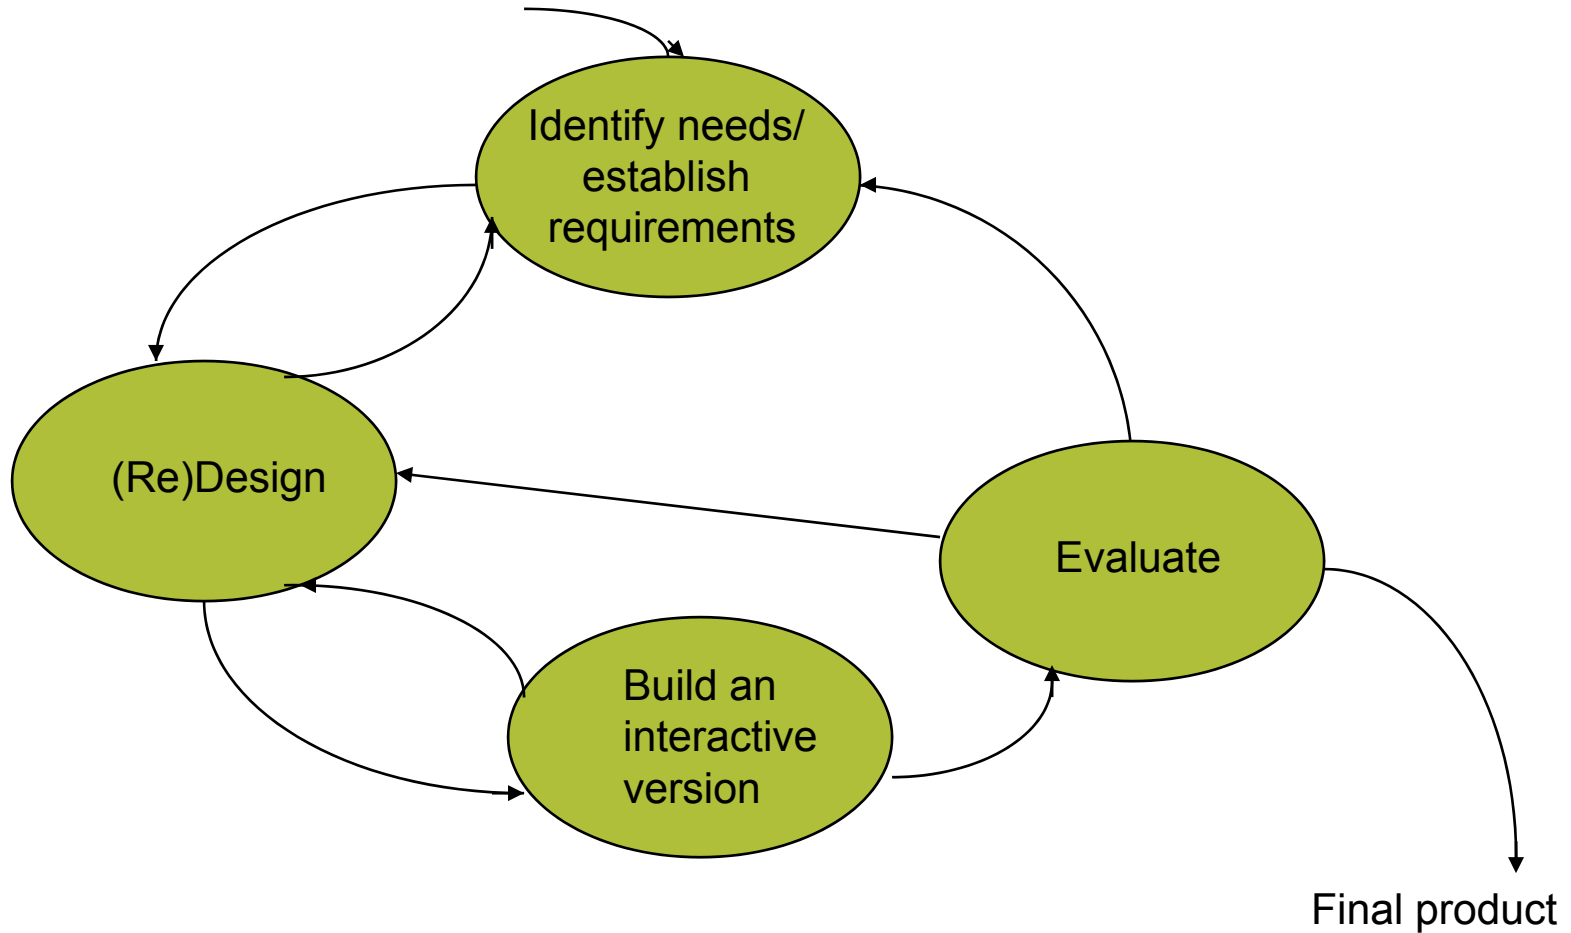 Identify needs/
establish
requirements
(Re)Design
Evaluate
Build an
interactive
version
Final product